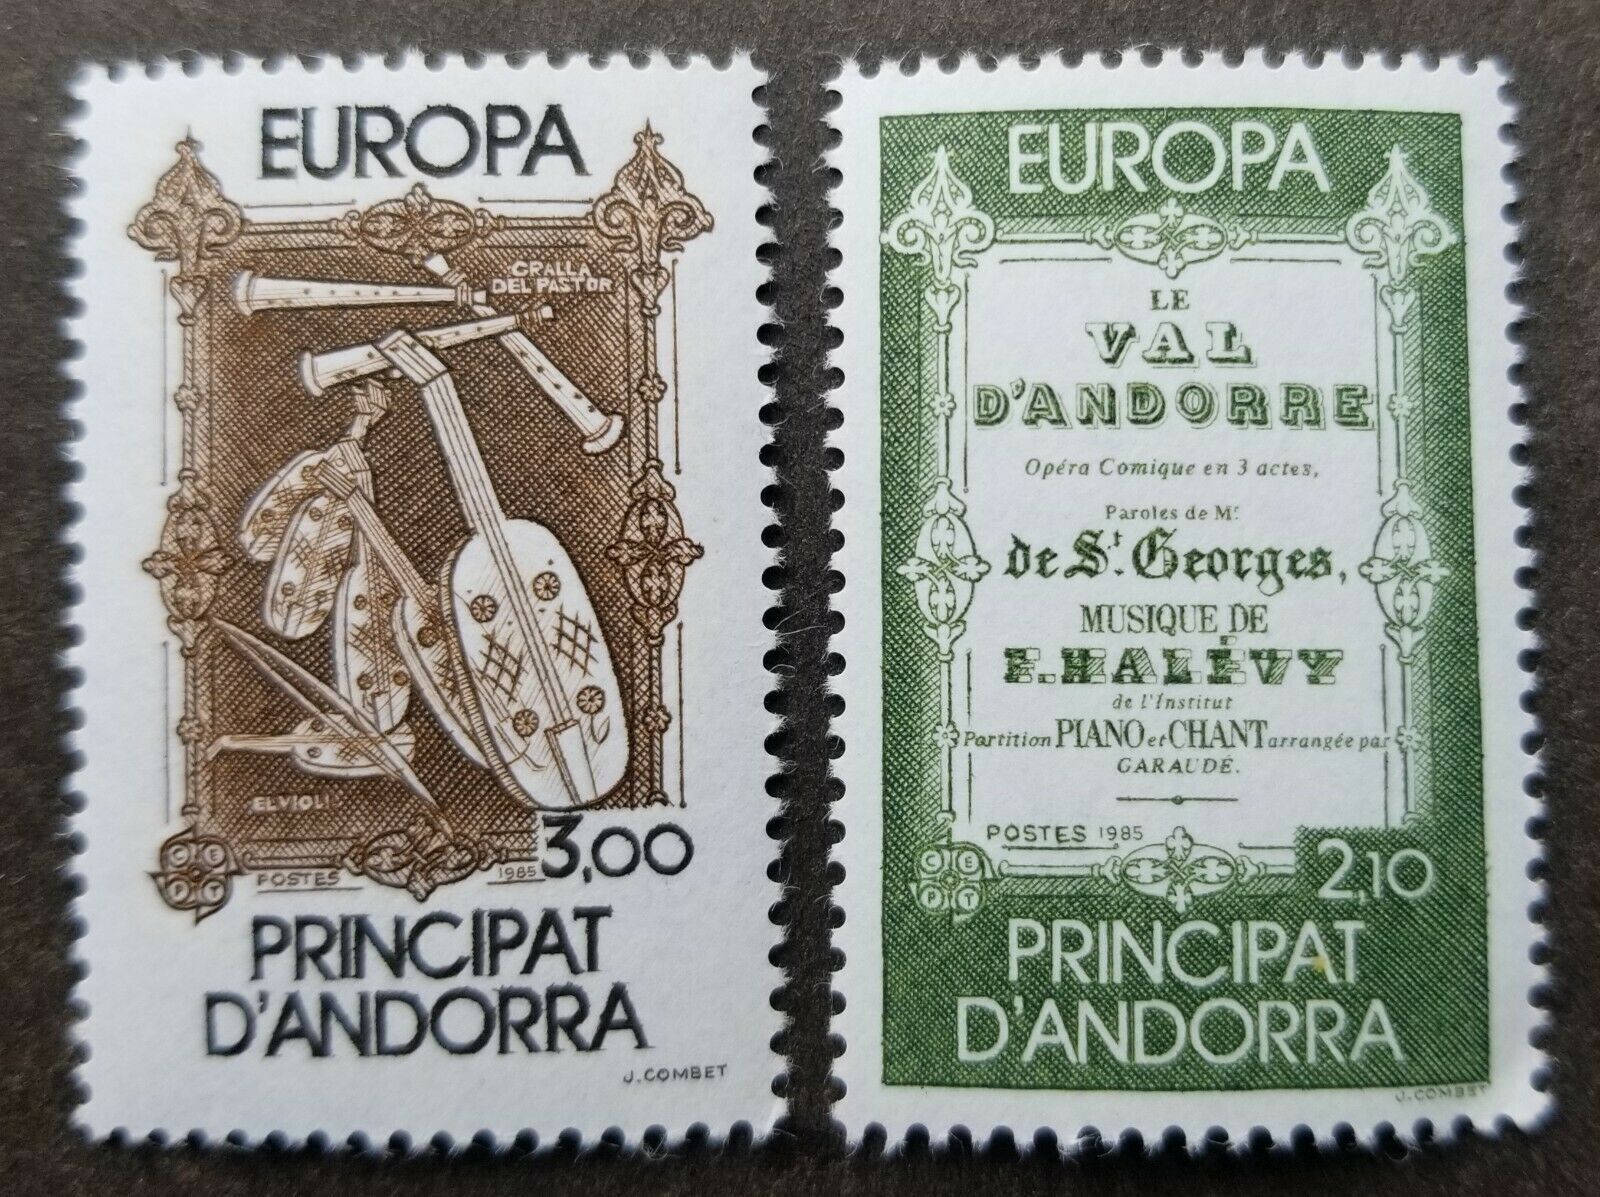 EUROPA
GRALLA
DEL PASTOR
EL VIOLI
3,00
CEPT
POSTES 1985
PRINCIPAT
D'ANDORRA
J. COMBET
EUROPA
LE
VAL
D'ANDORRE
Opéra Comique en 3 actes,
Paroles de Mr.
de St. Georges,
MUSIQUE DE
F. HALÉVY
de l'Institut
Partition PIANO et CHANT arrangée par
GARAUDÉ.
POSTES 1985
2,10
CEPT
PRINCIPAT
D'ANDORRA
J. COMBET